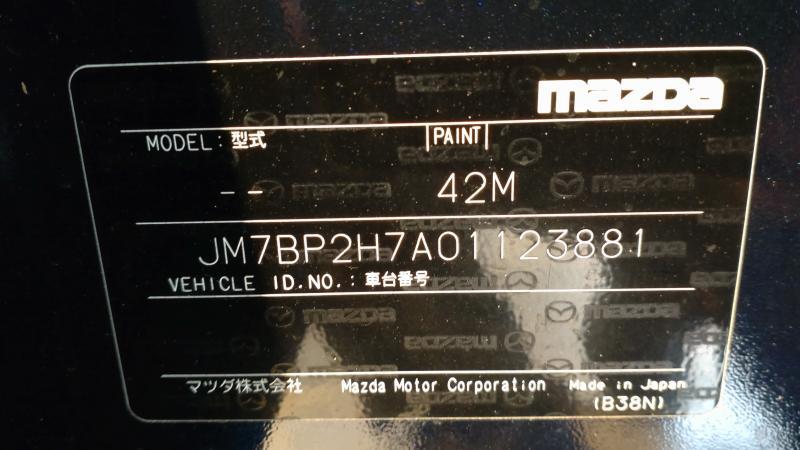 mazda
MODEL : 型式 |PAINT|
-- 42M
JM7BP2H7A01123881
VEHICLE ID.NO. : 車台番号
マツダ株式会社 Mazda Motor Corporation Made in Japan
(B38N)